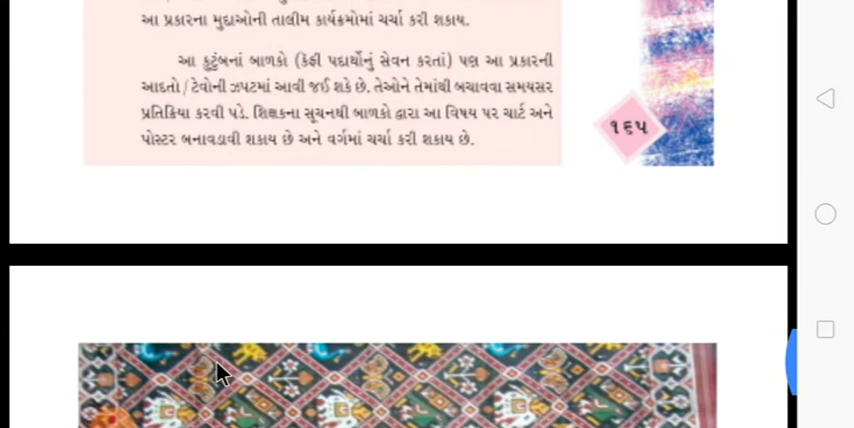 આ પ્રકારના મુદ્દાઓની તાલીમ કાર્યક્રમોમાં ચર્ચા કરી શકાય.
આ કુટુંબનાં બાળકો (કેફી પદાર્થોનું સેવન કરતાં) પણ આ પ્રકારની
આદતો / ટેવોની ઝપટમાં આવી જઈ શકે છે. તેઓને તેમાંથી બચાવવા સમયસર
પ્રતિક્રિયા કરવી પડે. શિક્ષકના સૂચનથી બાળકો દ્વારા આ વિષય પર ચાર્ટ અને
પોસ્ટર બનાવડાવી શકાય છે અને વર્ગમાં ચર્ચા કરી શકાય છે.
૧૬૫